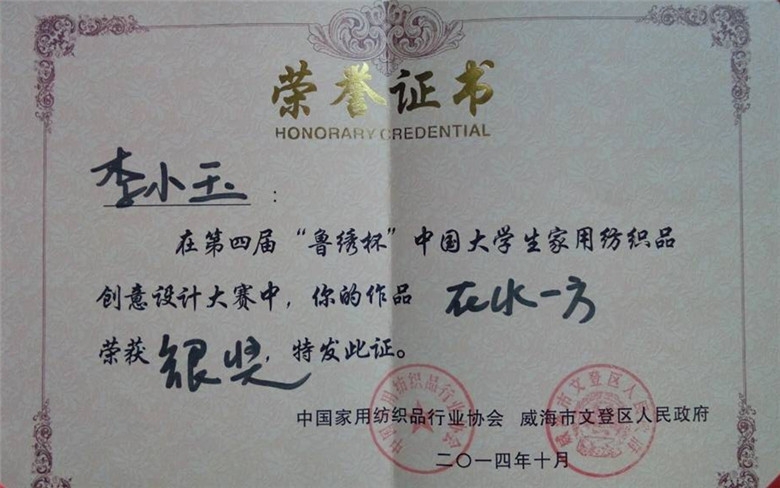 荣誉证书
HONORARY CREDENTIAL
李小玉：
在第四届“鲁绣杯”中国大学生家用纺织品
创意设计大赛中，你的作品 在水一方
荣获 银奖，特发此证。
中国家用纺织品行业协会 威海市文登区人民政府
二〇一四年十月